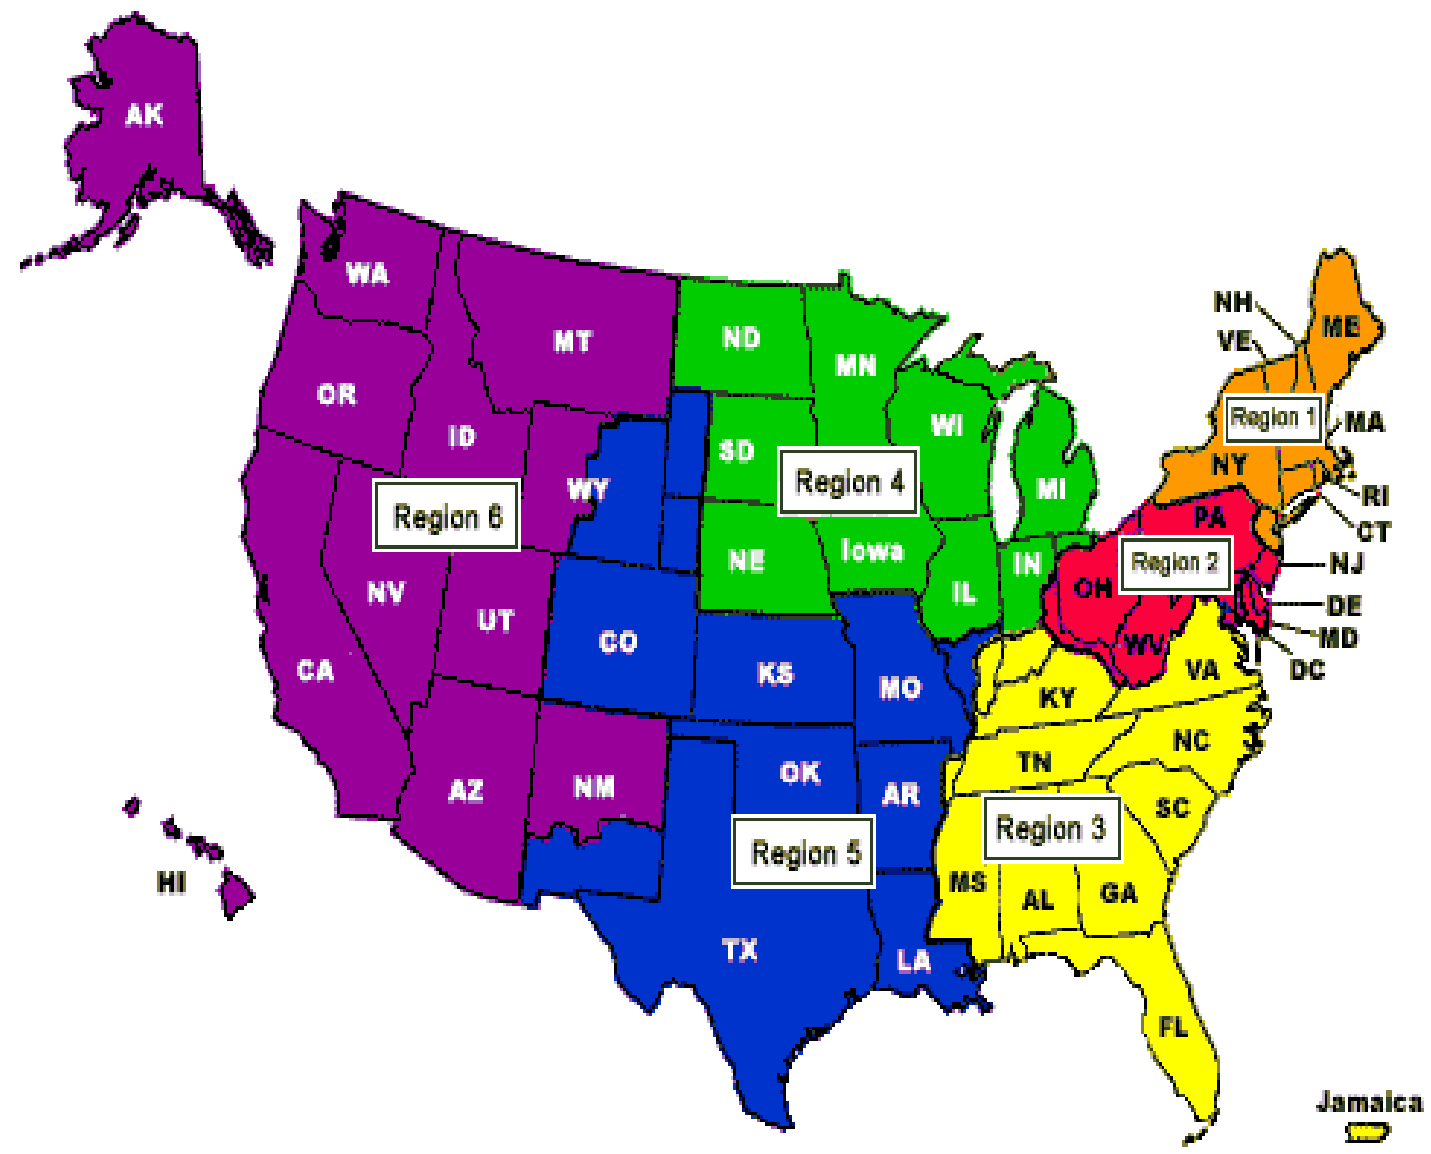 AK
WA
NH
ME
MT
ND
VE
MN
OR
Region 1
MA
WI
ID
SD
NY
Region 4
WY
MI
RI
Region 6
PA
CT
Iowa
NE
IN
Region 2
NJ
NV
OH
IL
DE
UT
MD
CO
WV
CA
KS
VA
DC
MO
KY
NC
TN
OK
NM
AZ
AR
SC
Region 3
Region 5
HI
MS
AL
GA
TX
LA
FL
Jamaica